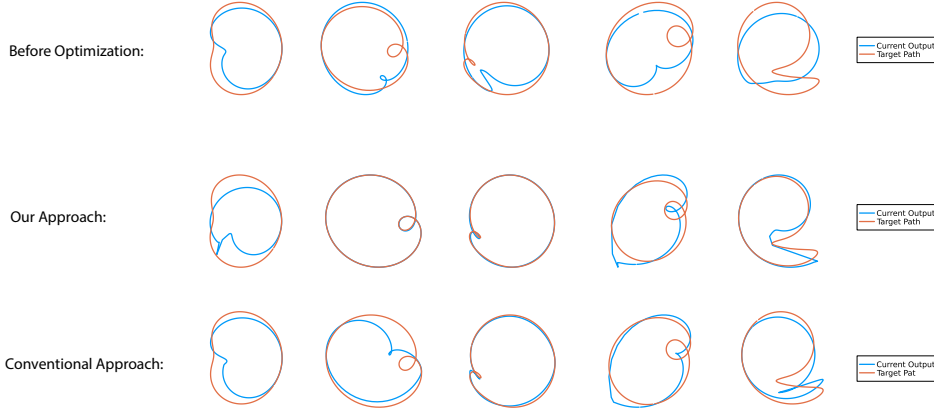 Before Optimization:
Current Output
Target Path
Our Approach:
Current Output
Target Path
Conventional Approach:
Current Output
Target Pat